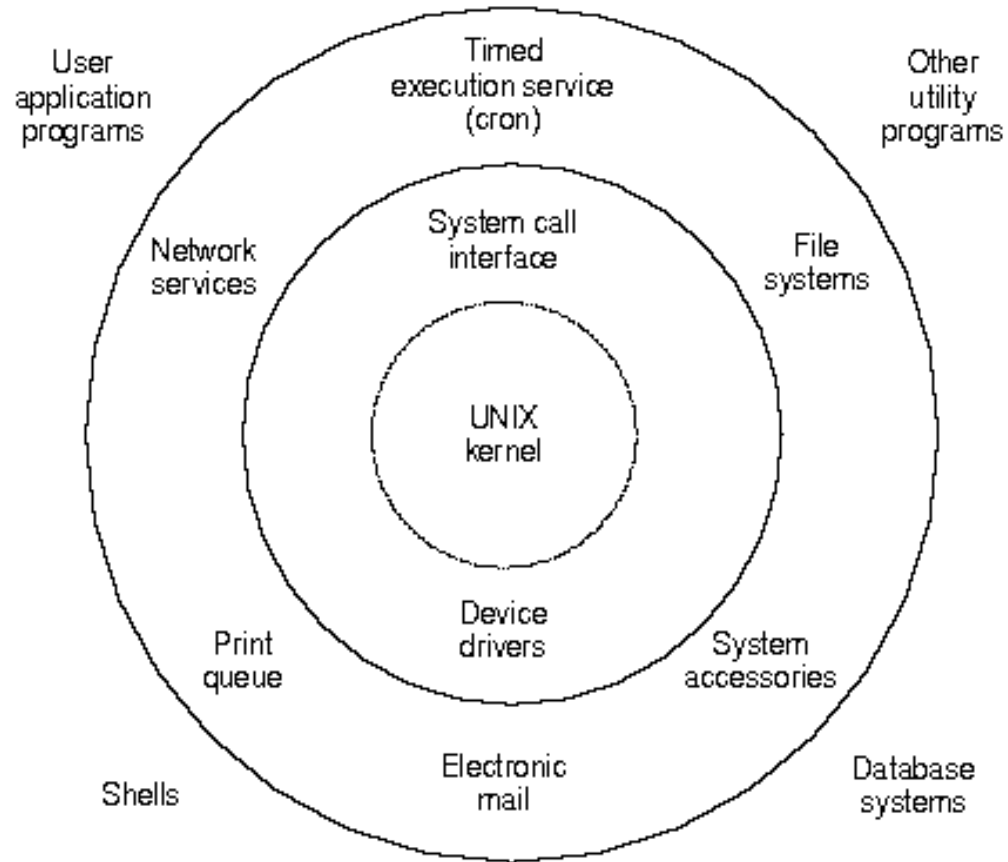 User
application
programs
Timed
execution service
(cron)
Other
utility
programs
Network
services
System call
interface
File
systems
UNIX
kernel
Print
queue
Device
drivers
System
accessories
Shells
Electronic
mail
Database
systems